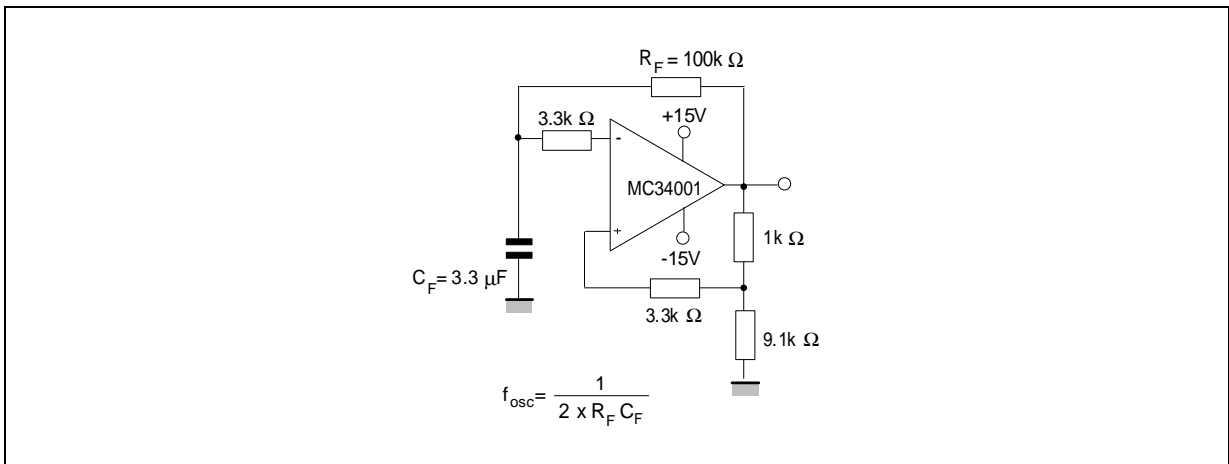 R_F = 100k Ω
3.3k Ω
+15V
-
MC34001
+
-15V
1k Ω
C_F= 3.3 μF
3.3k Ω
9.1k Ω
f_osc= 1 / 2 x R_F C_F